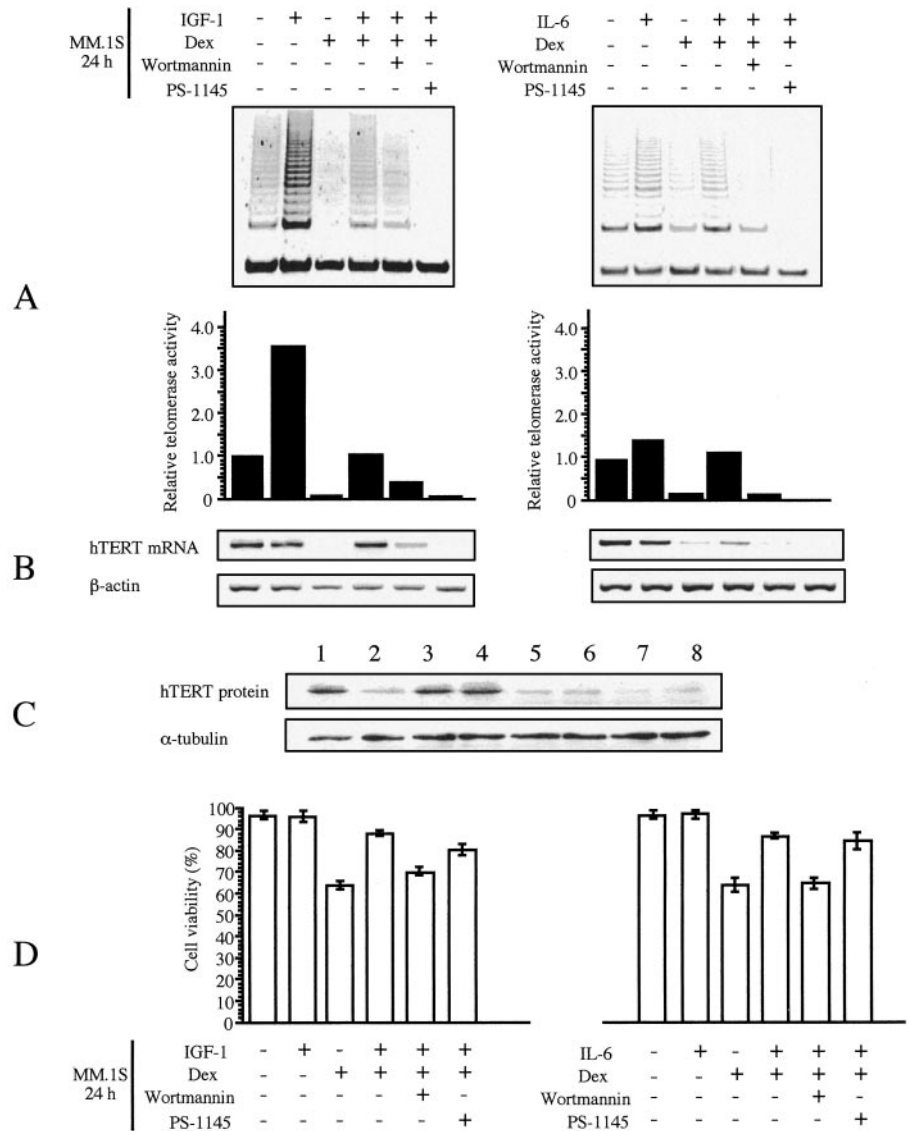 IGF-1 - + - + + +
MM.1S Dex - - + + + +
24 h Wortmannin - - - - + -
PS-1145 - - - - - +
IL-6 - + - + + +
Dex - - + + + +
Wortmannin - - - - + -
PS-1145 - - - - - +
A
Relative telomerase activity
4.0
3.0
2.0
1.0
0
Relative telomerase activity
4.0
3.0
2.0
1.0
0
B
hTERT mRNA
β-actin
C
1 2 3 4 5 6 7 8
hTERT protein
α-tubulin
D
Cell viability (%)
100
90
80
70
60
50
40
30
20
10
0
IGF-1 - + - + + +
MM.1S Dex - - + + + +
24 h Wortmannin - - - - + -
PS-1145 - - - - - +
IL-6 - + - + + +
Dex - - + + + +
Wortmannin - - - - + -
PS-1145 - - - - - +